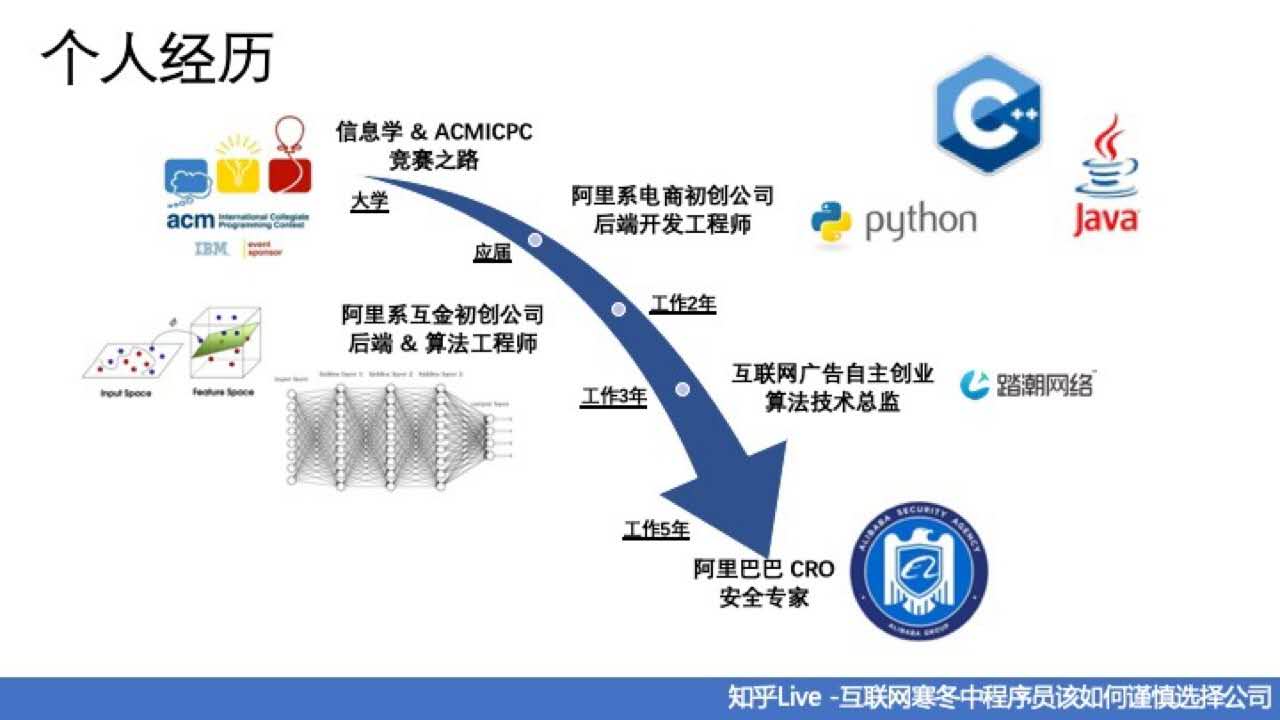 个人经历
信息学 & ACMICPC
竞赛之路
acm International Collegiate
Programming Contest
IBM. event
sponsor
大学
阿里系电商初创公司
后端开发工程师
应届
C++
python
Java
阿里系互金初创公司
后端 & 算法工程师
工作2年
Input Space
Feature Space
工作3年
互联网广告自主创业
算法技术总监
踏潮网络
工作5年
阿里巴巴 CRO
安全专家
ALIBABA SECURITY AGENCY
ALIBABA GROUP
知乎Live -互联网寒冬中程序员该如何谨慎选择公司